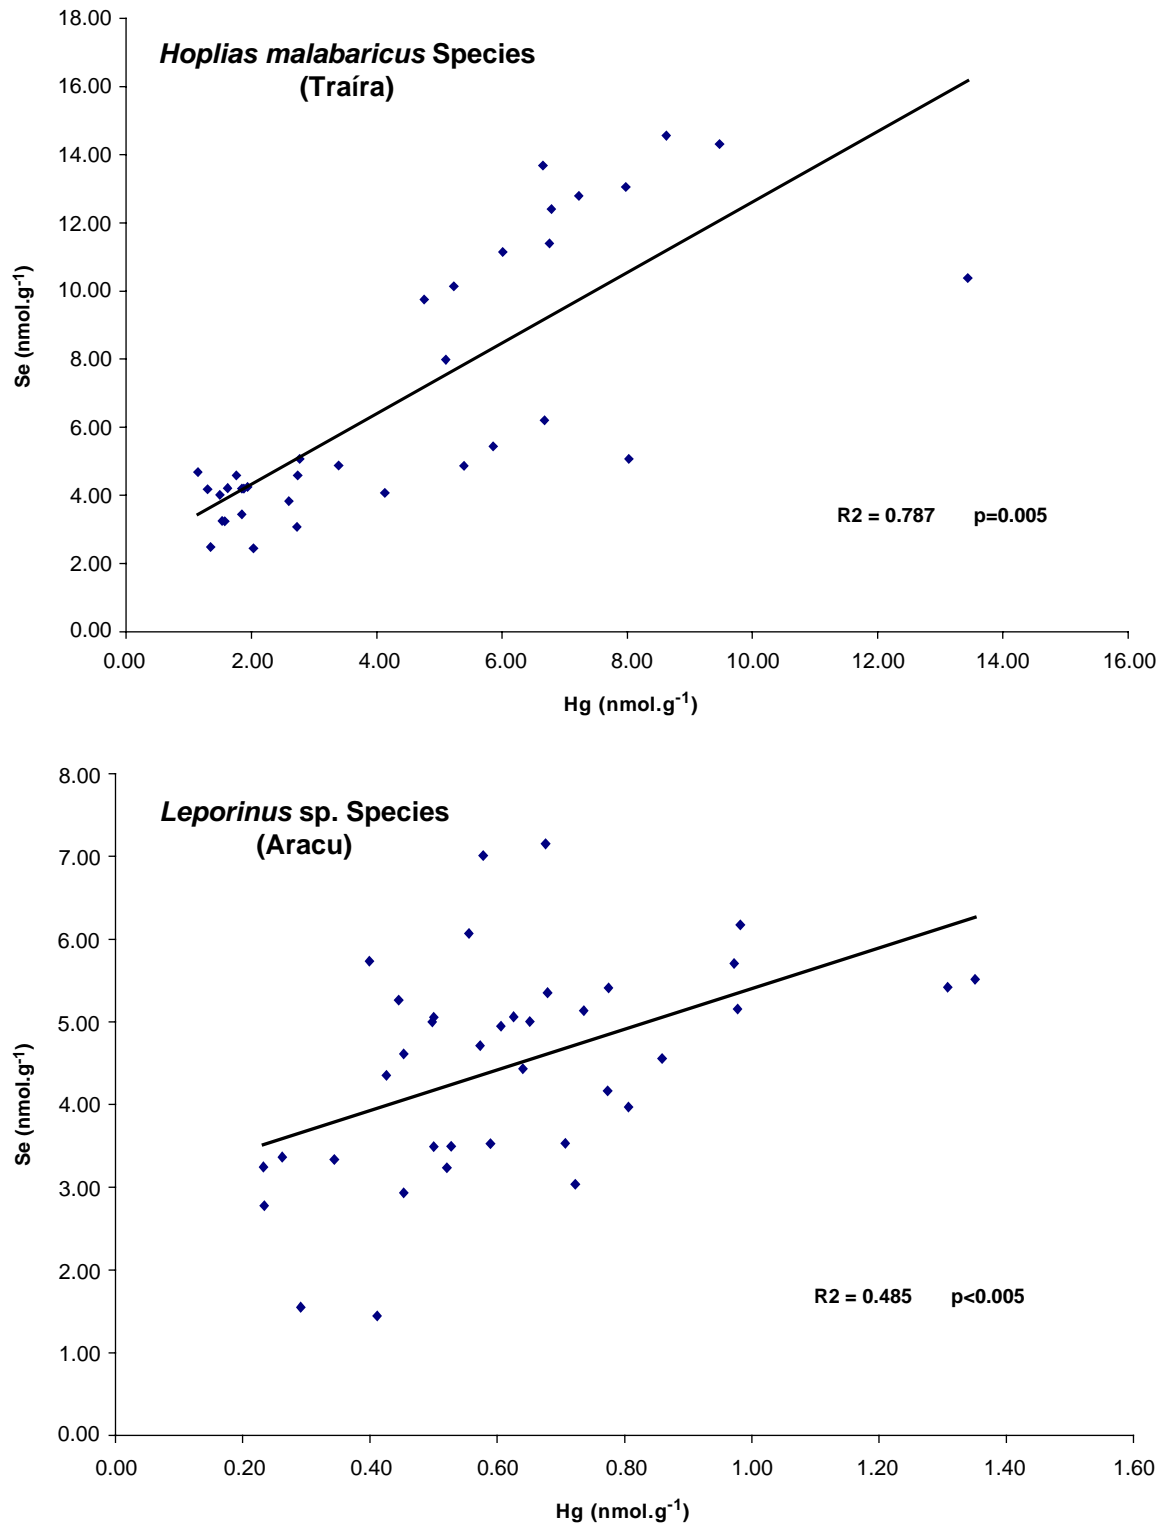 18.00
Hoplias malabaricus Species
(Traíra)
16.00
14.00
12.00
10.00
8.00
6.00
4.00
2.00
0.00
Se (nmol.g-1)
R2 = 0.787 p=0.005
0.00 2.00 4.00 6.00 8.00 10.00 12.00 14.00 16.00
Hg (nmol.g-1)
8.00
Leporinus sp. Species
(Aracu)
7.00
6.00
5.00
4.00
3.00
2.00
1.00
0.00
Se (nmol.g-1)
R2 = 0.485 p<0.005
0.00 0.20 0.40 0.60 0.80 1.00 1.20 1.40 1.60
Hg (nmol.g-1)